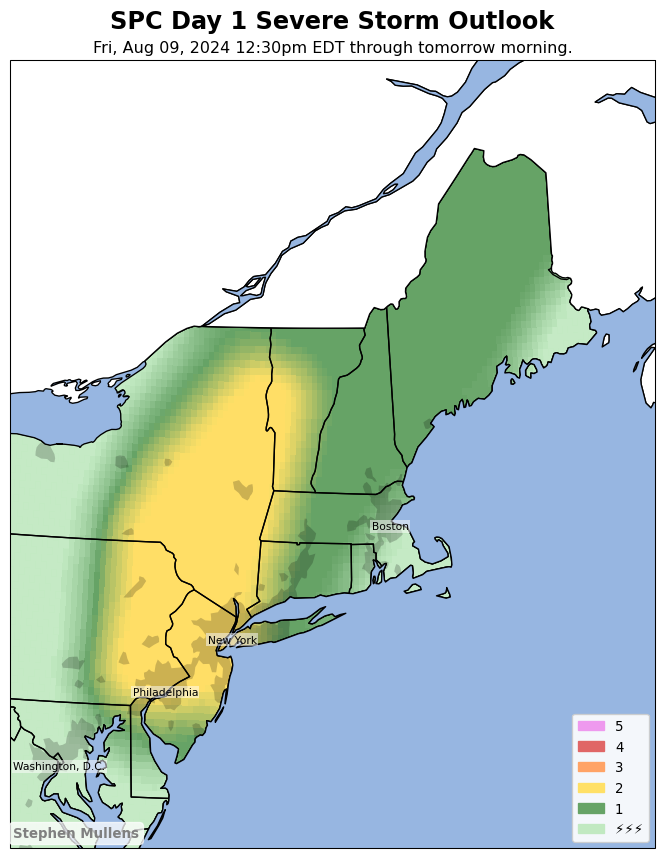 SPC Day 1 Severe Storm Outlook
Fri, Aug 09, 2024 12:30pm EDT through tomorrow morning.
Boston
New York
Philadelphia
Washington, D.C.
5
4
3
2
1
⚡⚡⚡
Stephen Mullens